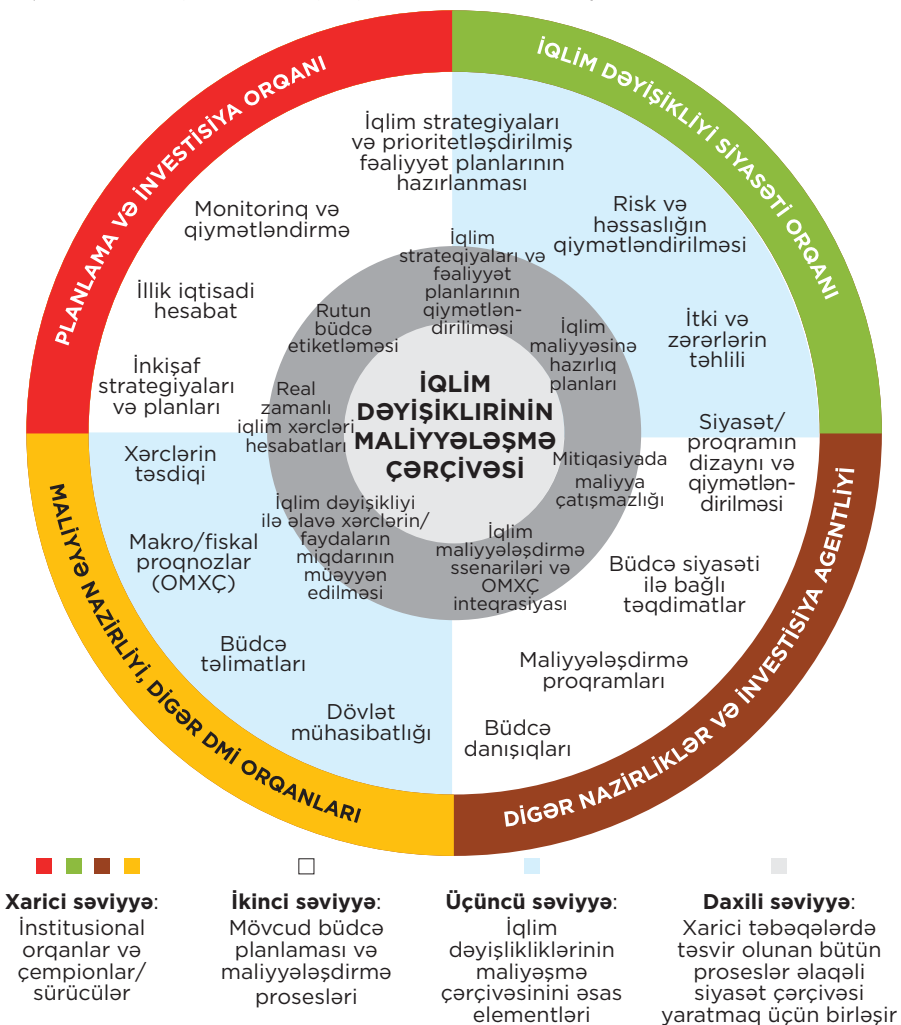 PLANLAMA VƏ İNVESTİSİYA ORQANI
İQLİM DƏYİŞİKLİYİ SİYASƏTİ ORQANI
İqlim strategiyaları
və prioritetləşdirilmiş
fəaliyyət planlarının
hazırlanması
Monitorinq və
qiymətləndirmə
Risk və
həssaslığın
qiymətləndirilməsi
İllik iqtisadi
hesabat
İtki və
zərərlərin
təhlili
İnkişaf
strategiyaları
və planları
İqlim
strateqiyaları və
fəaliyyət
planlarının
qiymətlən-
diriliməsi
Rutun
büdcə
etiketləməsi
İqlim
maliyyəsinə
hazırlıq
planları
Real
zamanlı
iqlim xərcləri
hesabatları
İQLİM
DƏYİŞİKLIRİNİN
MALİYYƏLƏŞMƏ
ÇƏRÇİVƏSİ
Siyasət/
proqramın
dizaynı və
qiymətlən-
dirilməsi
Xərclərin
təsdiqi
Mitiqasiyada
maliyya
çatışmazlığı
İqlim dəyişikliyi
ilə əlavə xərclərin/
faydaların
miqdarının
müəyyən
edilməsi
İqlim
maliyyələşdirmə
ssenariləri və
OMXÇ
inteqrasiyası
Makro/fiskal
proqnozlar
(OMXÇ)
Büdcə siyasəti
ilə bağlı
təqdimatlar
Büdcə
təlimatları
Maliyyələşdirmə
proqramları
Dövlət
mühasibatlığı
Büdcə
danışıqları
MALİYYƏ NAZİRLİYİ, DİGƏR DMİ ORQANLARI
DİGƏR NAZİRLİKLƏR VƏ İNVESTİSİYA AGENTLİYİ
Xarici səviyyə:
İnstitusional
orqanlar və
çempionlar/
sürücülər
İkinci səviyyə:
Mövcud büdcə
planlaması və
maliyyələşdirmə
prosesləri
Üçüncü səviyyə:
İqlim
dəyişlikliklərinin
maliyəşmə
çərçivəsinini əsas
elementləri
Daxili səviyyə:
Xarici təbəqələrdə
təsvir olunan bütün
proseslər əlaqəli
siyasət çərçivəsi
yaratmaq üçün birləşir